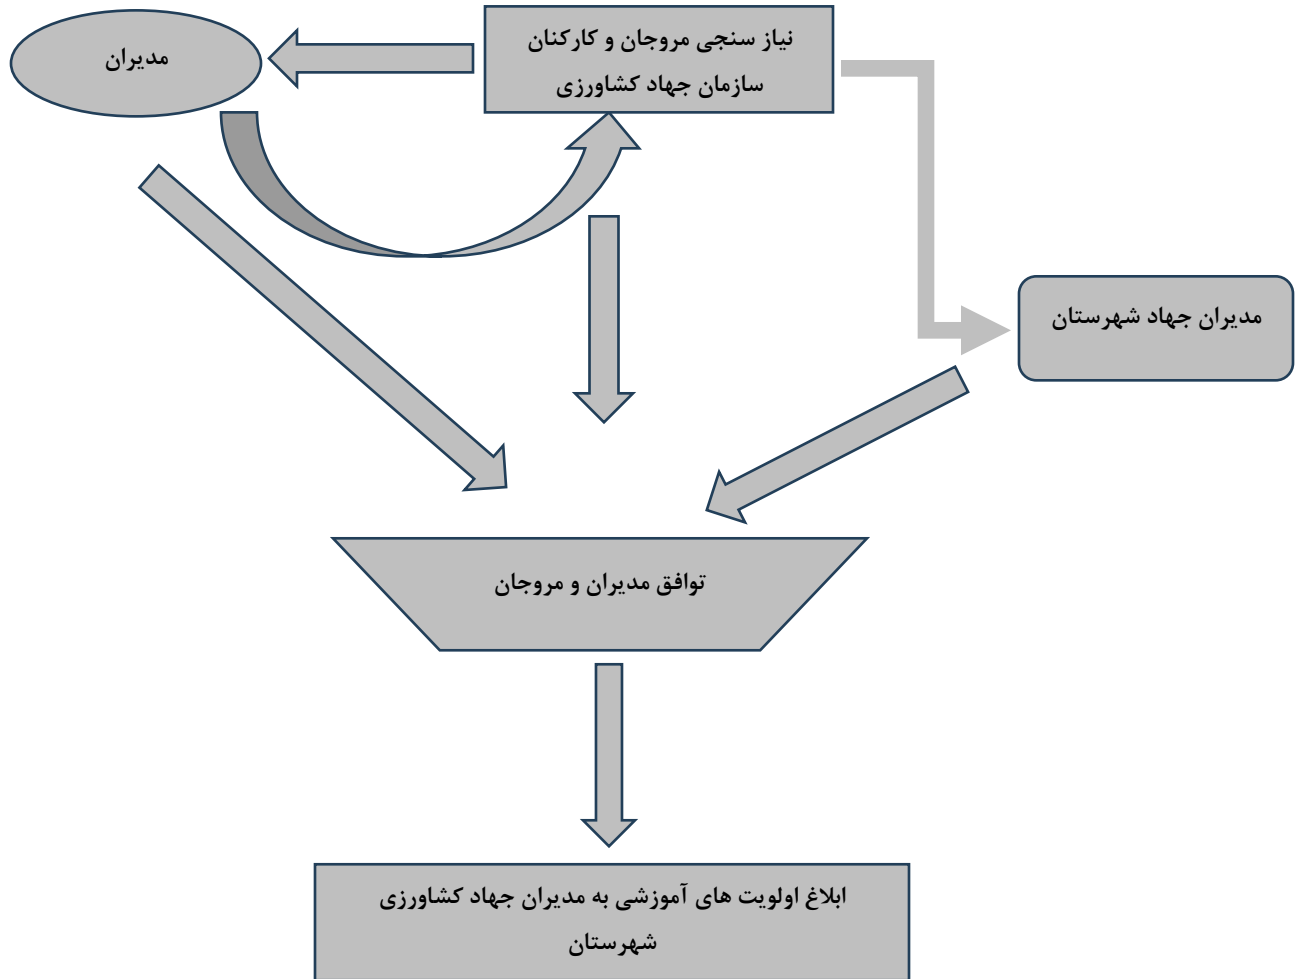 نیاز سنجی مروجان و کارکنان
سازمان جهاد کشاورزی
مدیران
مدیران جهاد شهرستان
توافق مدیران و مروجان
ابلاغ اولویت های آموزشی به مدیران جهاد کشاورزی
شهرستان